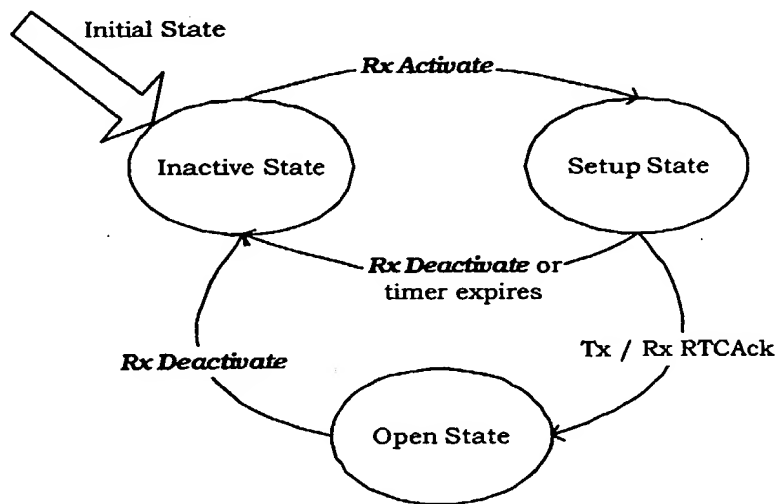 Initial State
Rx Activate
Inactive State
Setup State
Rx Deactivate or
timer expires
Tx / Rx RTCAck
Rx Deactivate
Open State